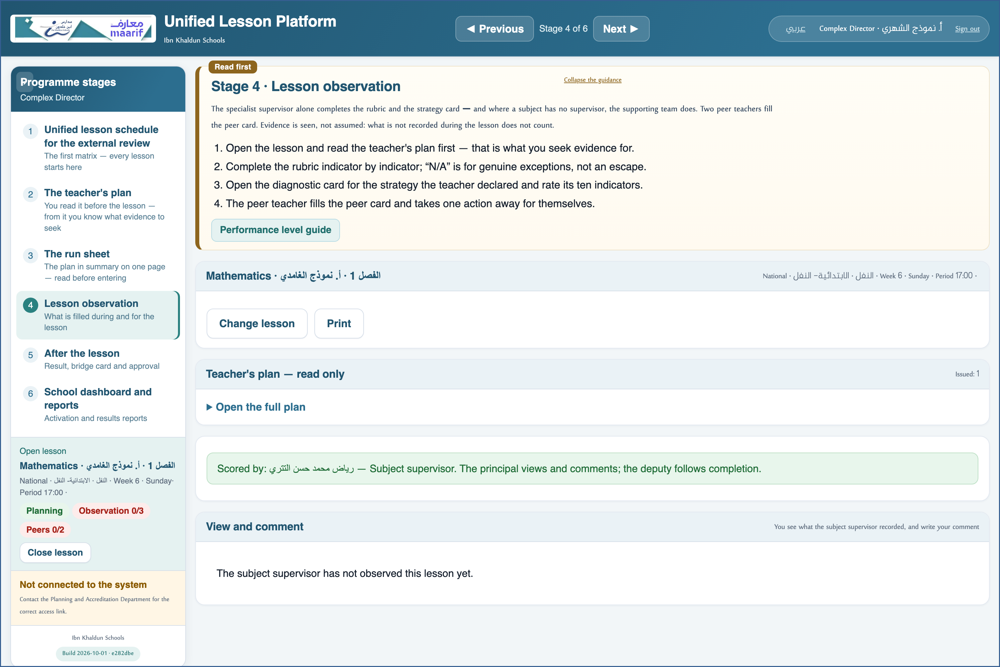 مدارس
ابن خلدون
معارف
maarif
Unified Lesson Platform
Ibn Khaldun Schools
◀ Previous
Stage 4 of 6
Next ▶
عربي
Complex Director · أ. نموذج الشهري
Sign out
Programme stages
Complex Director
1
Unified lesson schedule
for the external review
The first matrix — every lesson
starts here
2
The teacher's plan
You read it before the lesson —
from it you know what evidence to
seek
3
The run sheet
The plan in summary on one page
— read before entering
4
Lesson observation
What is filled during and for the
lesson
5
After the lesson
Result, bridge card and approval
6
School dashboard and
reports
Activation and results reports
Open lesson
Mathematics · الفصل 1 · أ. نموذج الغامدي
National · النفل · الابتدائية- النفل · Week 6 · Sunday·
Period 17:00 ·
Planning
Observation 0/3
Peers 0/2
Close lesson
Not connected to the system
Contact the Planning and Accreditation Department for the
correct access link.
Ibn Khaldun Schools
Build 2026-10-01 · e282dbe
Read first
Stage 4 · Lesson observation
Collapse the guidance
The specialist supervisor alone completes the rubric and the strategy card — and where a subject has no supervisor, the supporting team does. Two peer teachers fill
the peer card. Evidence is seen, not assumed: what is not recorded during the lesson does not count.
1. Open the lesson and read the teacher's plan first — that is what you seek evidence for.
2. Complete the rubric indicator by indicator; “N/A” is for genuine exceptions, not an escape.
3. Open the diagnostic card for the strategy the teacher declared and rate its ten indicators.
4. The peer teacher fills the peer card and takes one action away for themselves.
Performance level guide
Mathematics · الفصل 1 · أ. نموذج الغامدي
National · النفل · الابتدائية- النفل · Week 6 · Sunday · Period 17:00 ·
Change lesson
Print
Teacher's plan — read only
Issued: 1
▶ Open the full plan
Scored by: رياض محمد حسن التتري — Subject supervisor. The principal views and comments; the deputy follows completion.
View and comment
You see what the subject supervisor recorded, and write your comment
The subject supervisor has not observed this lesson yet.